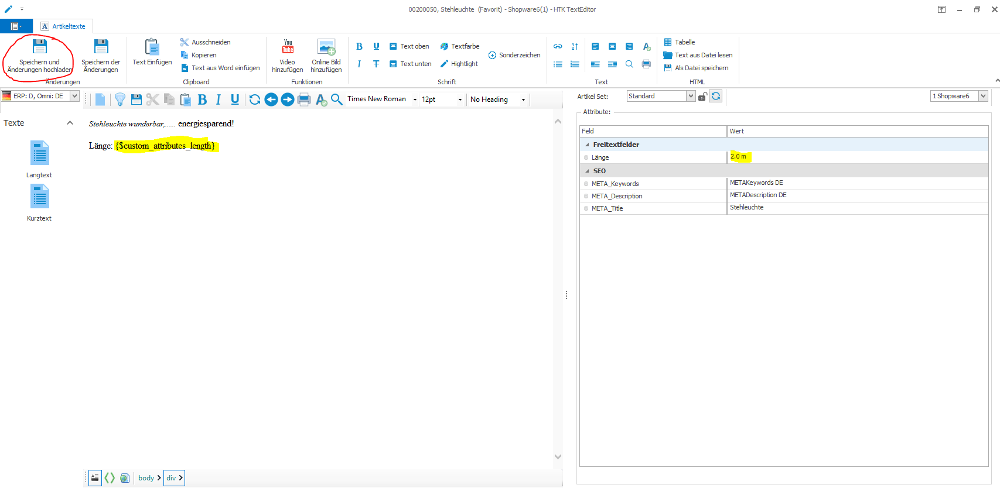 00200050, Stehleuchte (Favorit) - Shopware6(1) - HTK TextEditor
A Artikeltexte
Speichern und
Änderungen hochladen
Speichern der
Änderungen
Änderungen
Text Einfügen
Ausschneiden
Kopieren
Text aus Word einfügen
Clipboard
You
Tube
Video
hinzufügen
Online Bild
hinzufügen
Funktionen
B U Text oben Textfarbe
I T Text unten Hightlight
Sonderzeichen
Schrift
Text
Tabelle
Text aus Datei lesen
Als Datei speichern
HTML
ERP: D, Omni: DE
B I U
Times New Roman 12pt No Heading
Artikel Set: Standard
1 Shopware6
Texte
Langtext
Kurztext
Stehleuchte wunderbar,...... energiesparend!
Länge: {$custom_attributes_length}
Attribute:
Feld Wert
Freitextfelder
Länge 2.0 m
SEO
META_Keywords METAKeywords DE
META_Description METADescription DE
META_Title Stehleuchte
body div